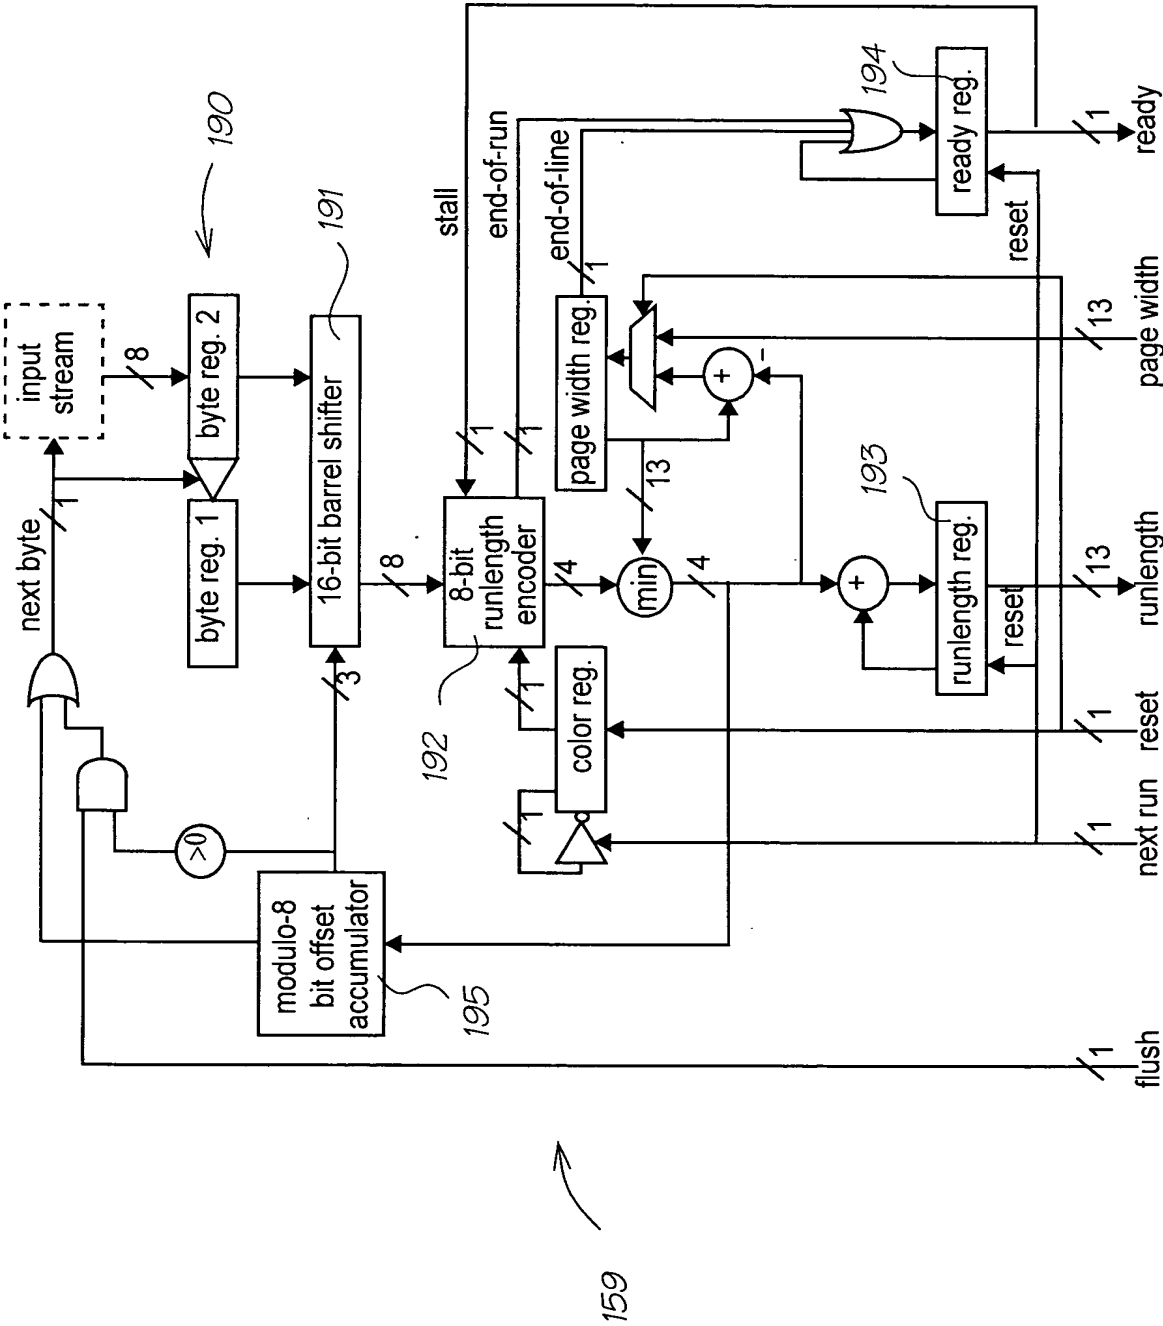 159
flush
1
next run
1
reset
1
runlength
13
page width
13
ready
1
modulo-8
bit offset
accumulator
195
>0
3
next byte
1
input
stream
8
190
byte reg. 1
byte reg. 2
16-bit barrel shifter
191
8
8-bit
runlength
encoder
192
stall
1
end-of-run
1
end-of-line
1
4
color reg.
1
1
page width reg.
13
min
4
+
–
+
runlength reg.
193
reset
ready reg.
194
reset